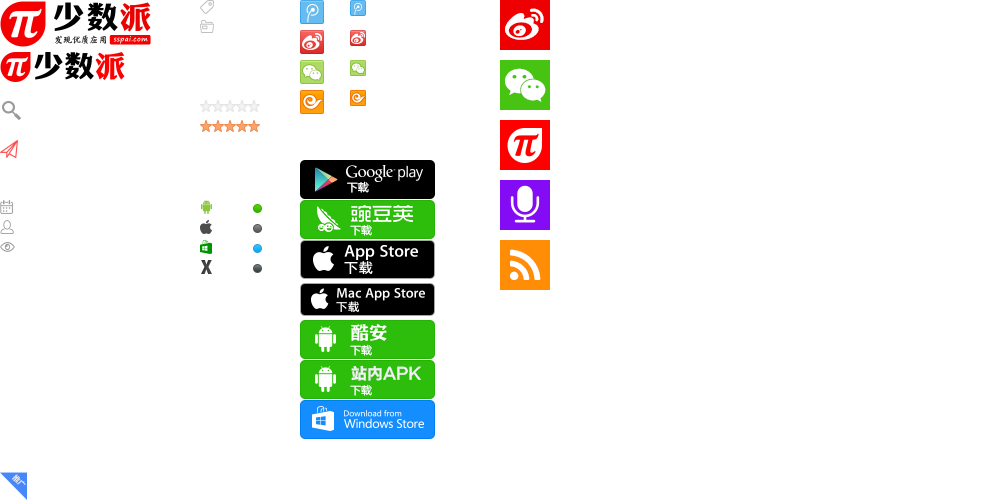 π 少数派
发现优质应用 sspai.com
π 少数派
Google play
下载
豌豆荚
下载
App Store
下载
Mac App Store
下载
酷安
下载
站内APK
下载
Download from
Windows Store
π
X
推广